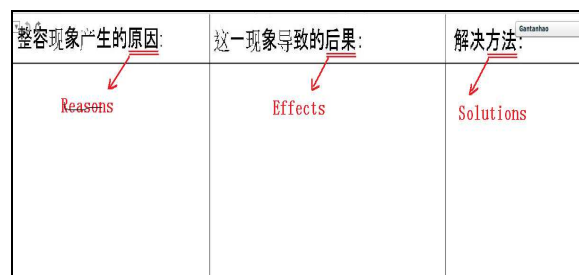 整容现象产生的原因:
这一现象导致的后果:
解决方法:
Gantanhao
Reasons
Effects
Solutions